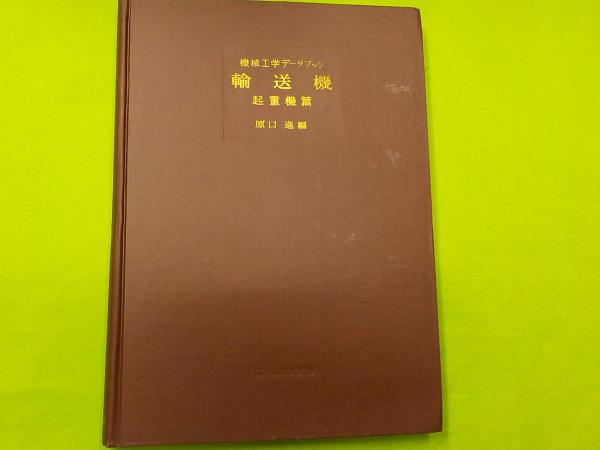 機械工学データブック
輸送機
起重機篇
原口 進編